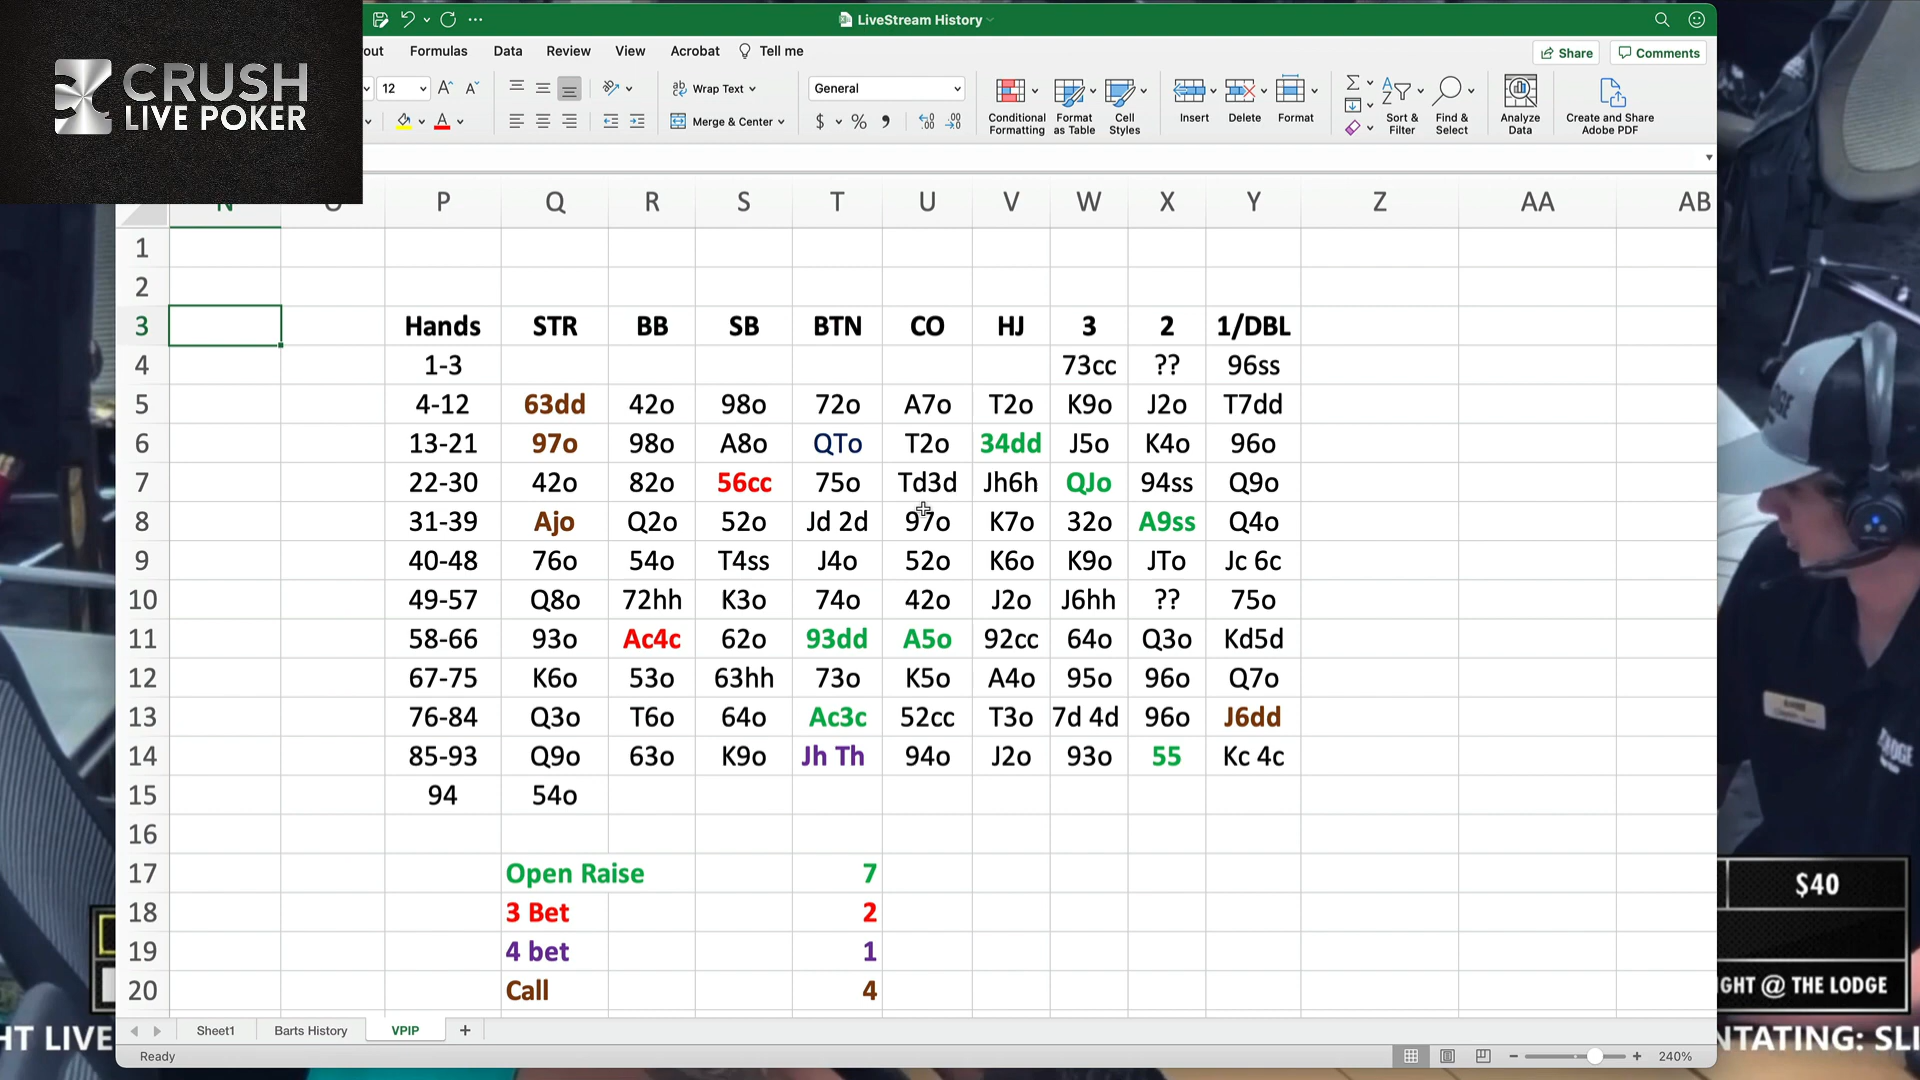 CRUSH
LIVE POKER
LiveStream History
out Formulas Data Review View Acrobat Tell me Share Comments
12 Wrap Text General
Merge & Center Conditional Formatting Format as Table Cell Styles Insert Delete Format Sort & Filter Find & Select Analyze Data Create and Share Adobe PDF
N O P Q R S T U V W X Y Z AA AB
1
2
3 Hands STR BB SB BTN CO HJ 3 2 1/DBL
4 1-3 73cc ?? 96ss
5 4-12 63dd 42o 98o 72o A7o T2o K9o J2o T7dd
6 13-21 97o 98o A8o QTo T2o 34dd J5o K4o 96o
7 22-30 42o 82o 56cc 75o Td3d Jh6h QJo 94ss Q9o
8 31-39 Ajo Q2o 52o Jd 2d 97o K7o 32o A9ss Q4o
9 40-48 76o 54o T4ss J4o 52o K6o K9o JTo Jc 6c
10 49-57 Q8o 72hh K3o 74o 42o J2o J6hh ?? 75o
11 58-66 93o Ac4c 62o 93dd A5o 92cc 64o Q3o Kd5d
12 67-75 K6o 53o 63hh 73o K5o A4o 95o 96o Q7o
13 76-84 Q3o T6o 64o Ac3c 52cc T3o 7d 4d 96o J6dd
14 85-93 Q9o 63o K9o Jh Th 94o J2o 93o 55 Kc 4c
15 94 54o
16
17 Open Raise 7
18 3 Bet 2
19 4 bet 1
20 Call 4
Sheet1 Barts History VPIP
Ready 240%
$40
GHT @ THE LODGE
HT LIVE
NTATING: SLI